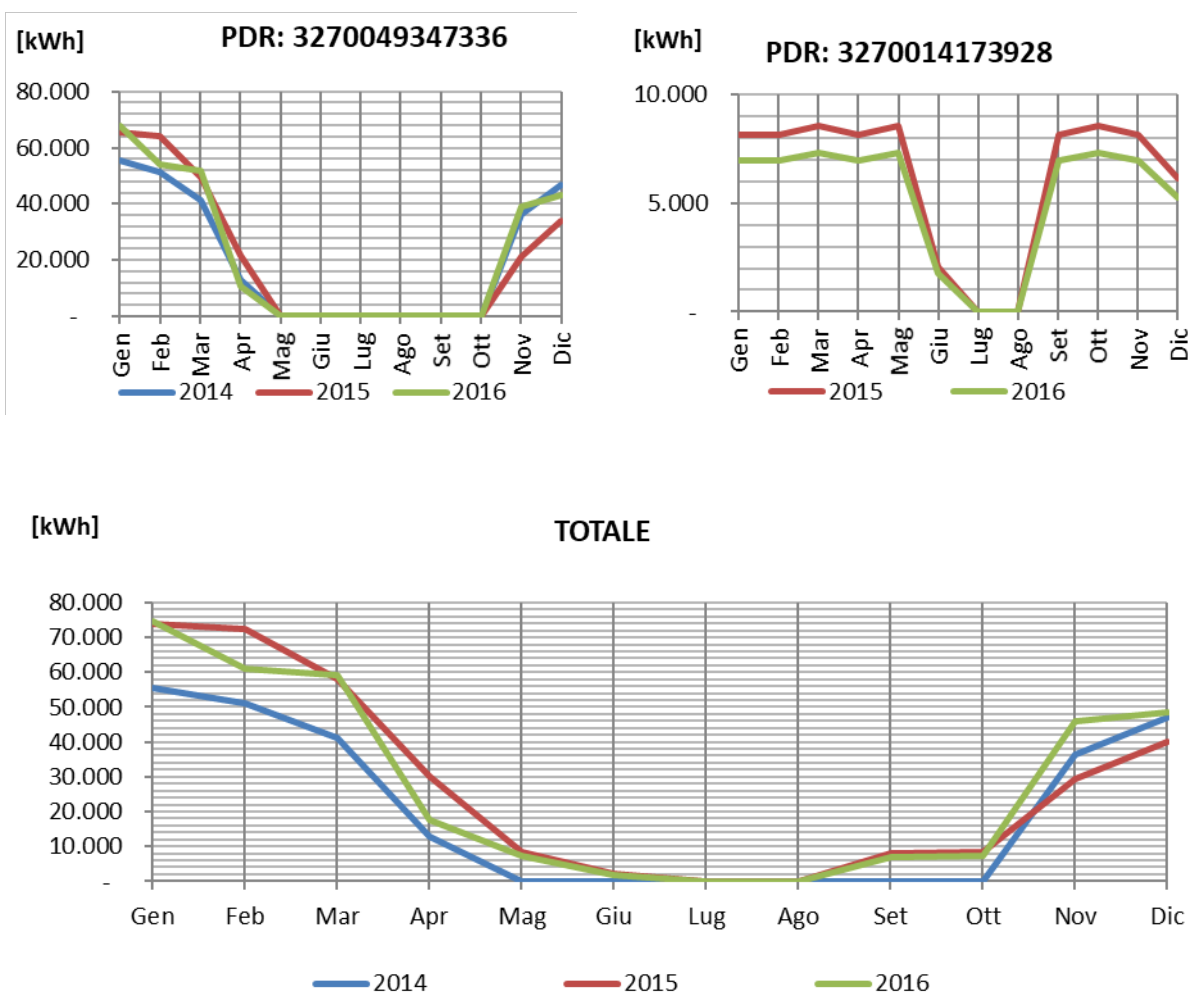 [kWh]
PDR: 3270049347336
80.000
60.000
40.000
20.000
-
Gen Feb Mar Apr Mag Giu Lug Ago Set Ott Nov Dic
2014 2015 2016
[kWh]
PDR: 3270014173928
10.000
5.000
-
Gen Feb Mar Apr Mag Giu Lug Ago Set Ott Nov Dic
2015 2016
[kWh]
TOTALE
80.000
70.000
60.000
50.000
40.000
30.000
20.000
10.000
-
Gen Feb Mar Apr Mag Giu Lug Ago Set Ott Nov Dic
2014 2015 2016